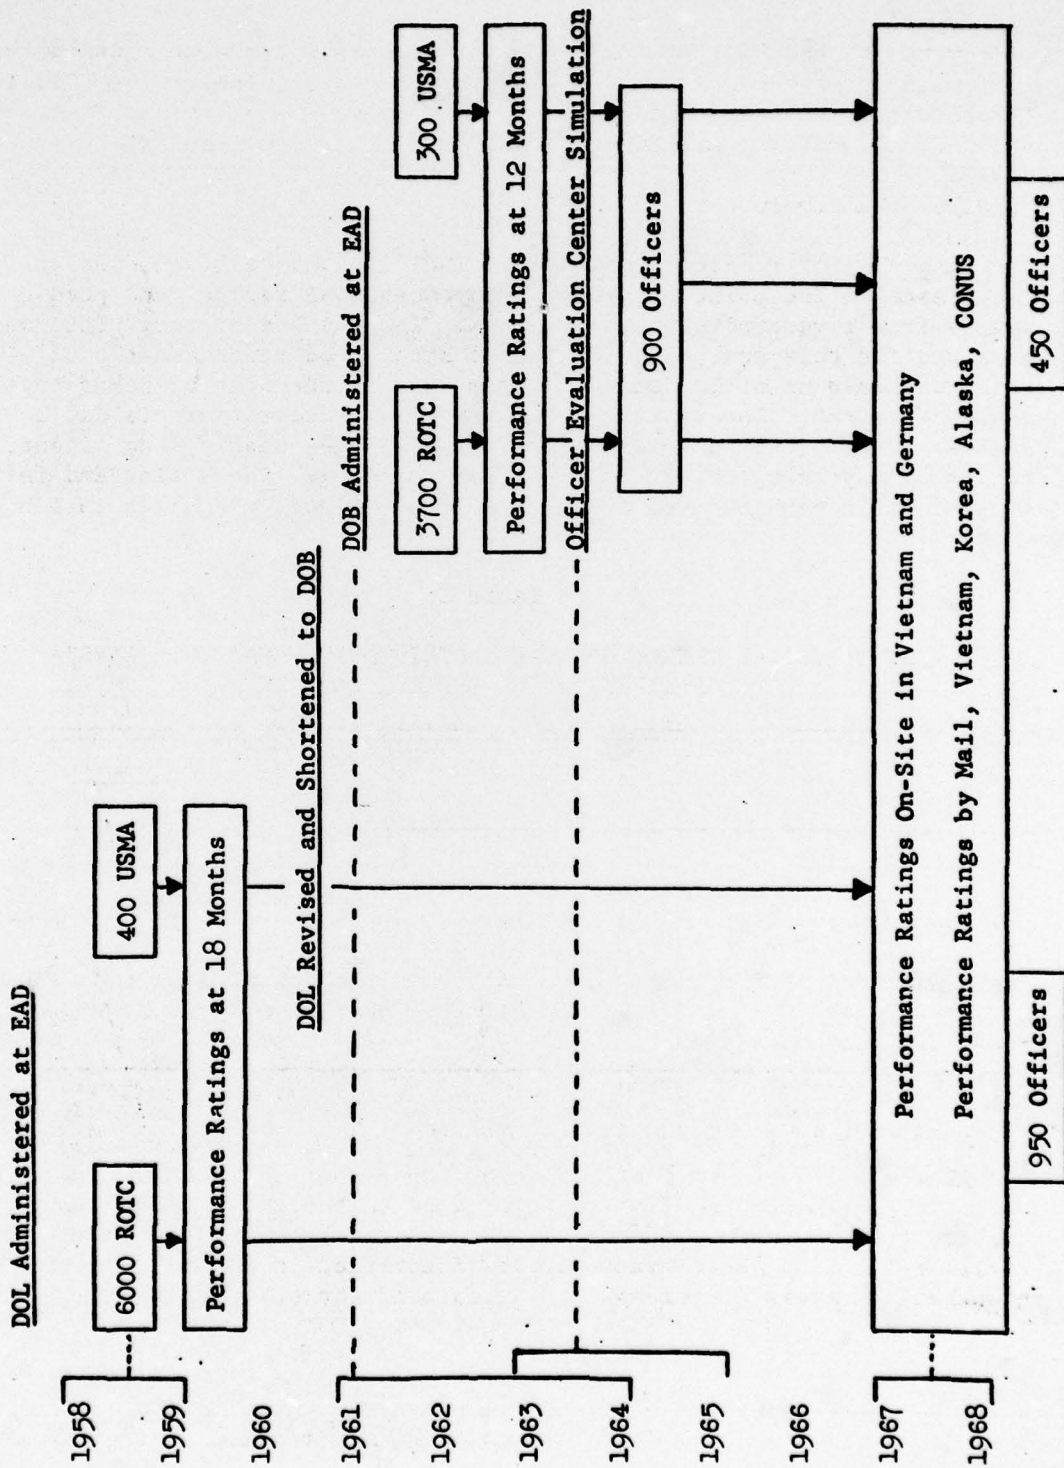 DOL Administered at EAD
6000 ROTC
400 USMA
Performance Ratings at 18 Months
DOL Revised and Shortened to DOB
DOB Administered at EAD
3700 ROTC
300 USMA
Performance Ratings at 12 Months
Officer Evaluation Center Simulation
900 Officers
Performance Ratings On-Site in Vietnam and Germany
Performance Ratings by Mail, Vietnam, Korea, Alaska, CONUS
950 Officers
450 Officers
1958
1959
1960
1961
1962
1963
1964
1965
1966
1967
1968